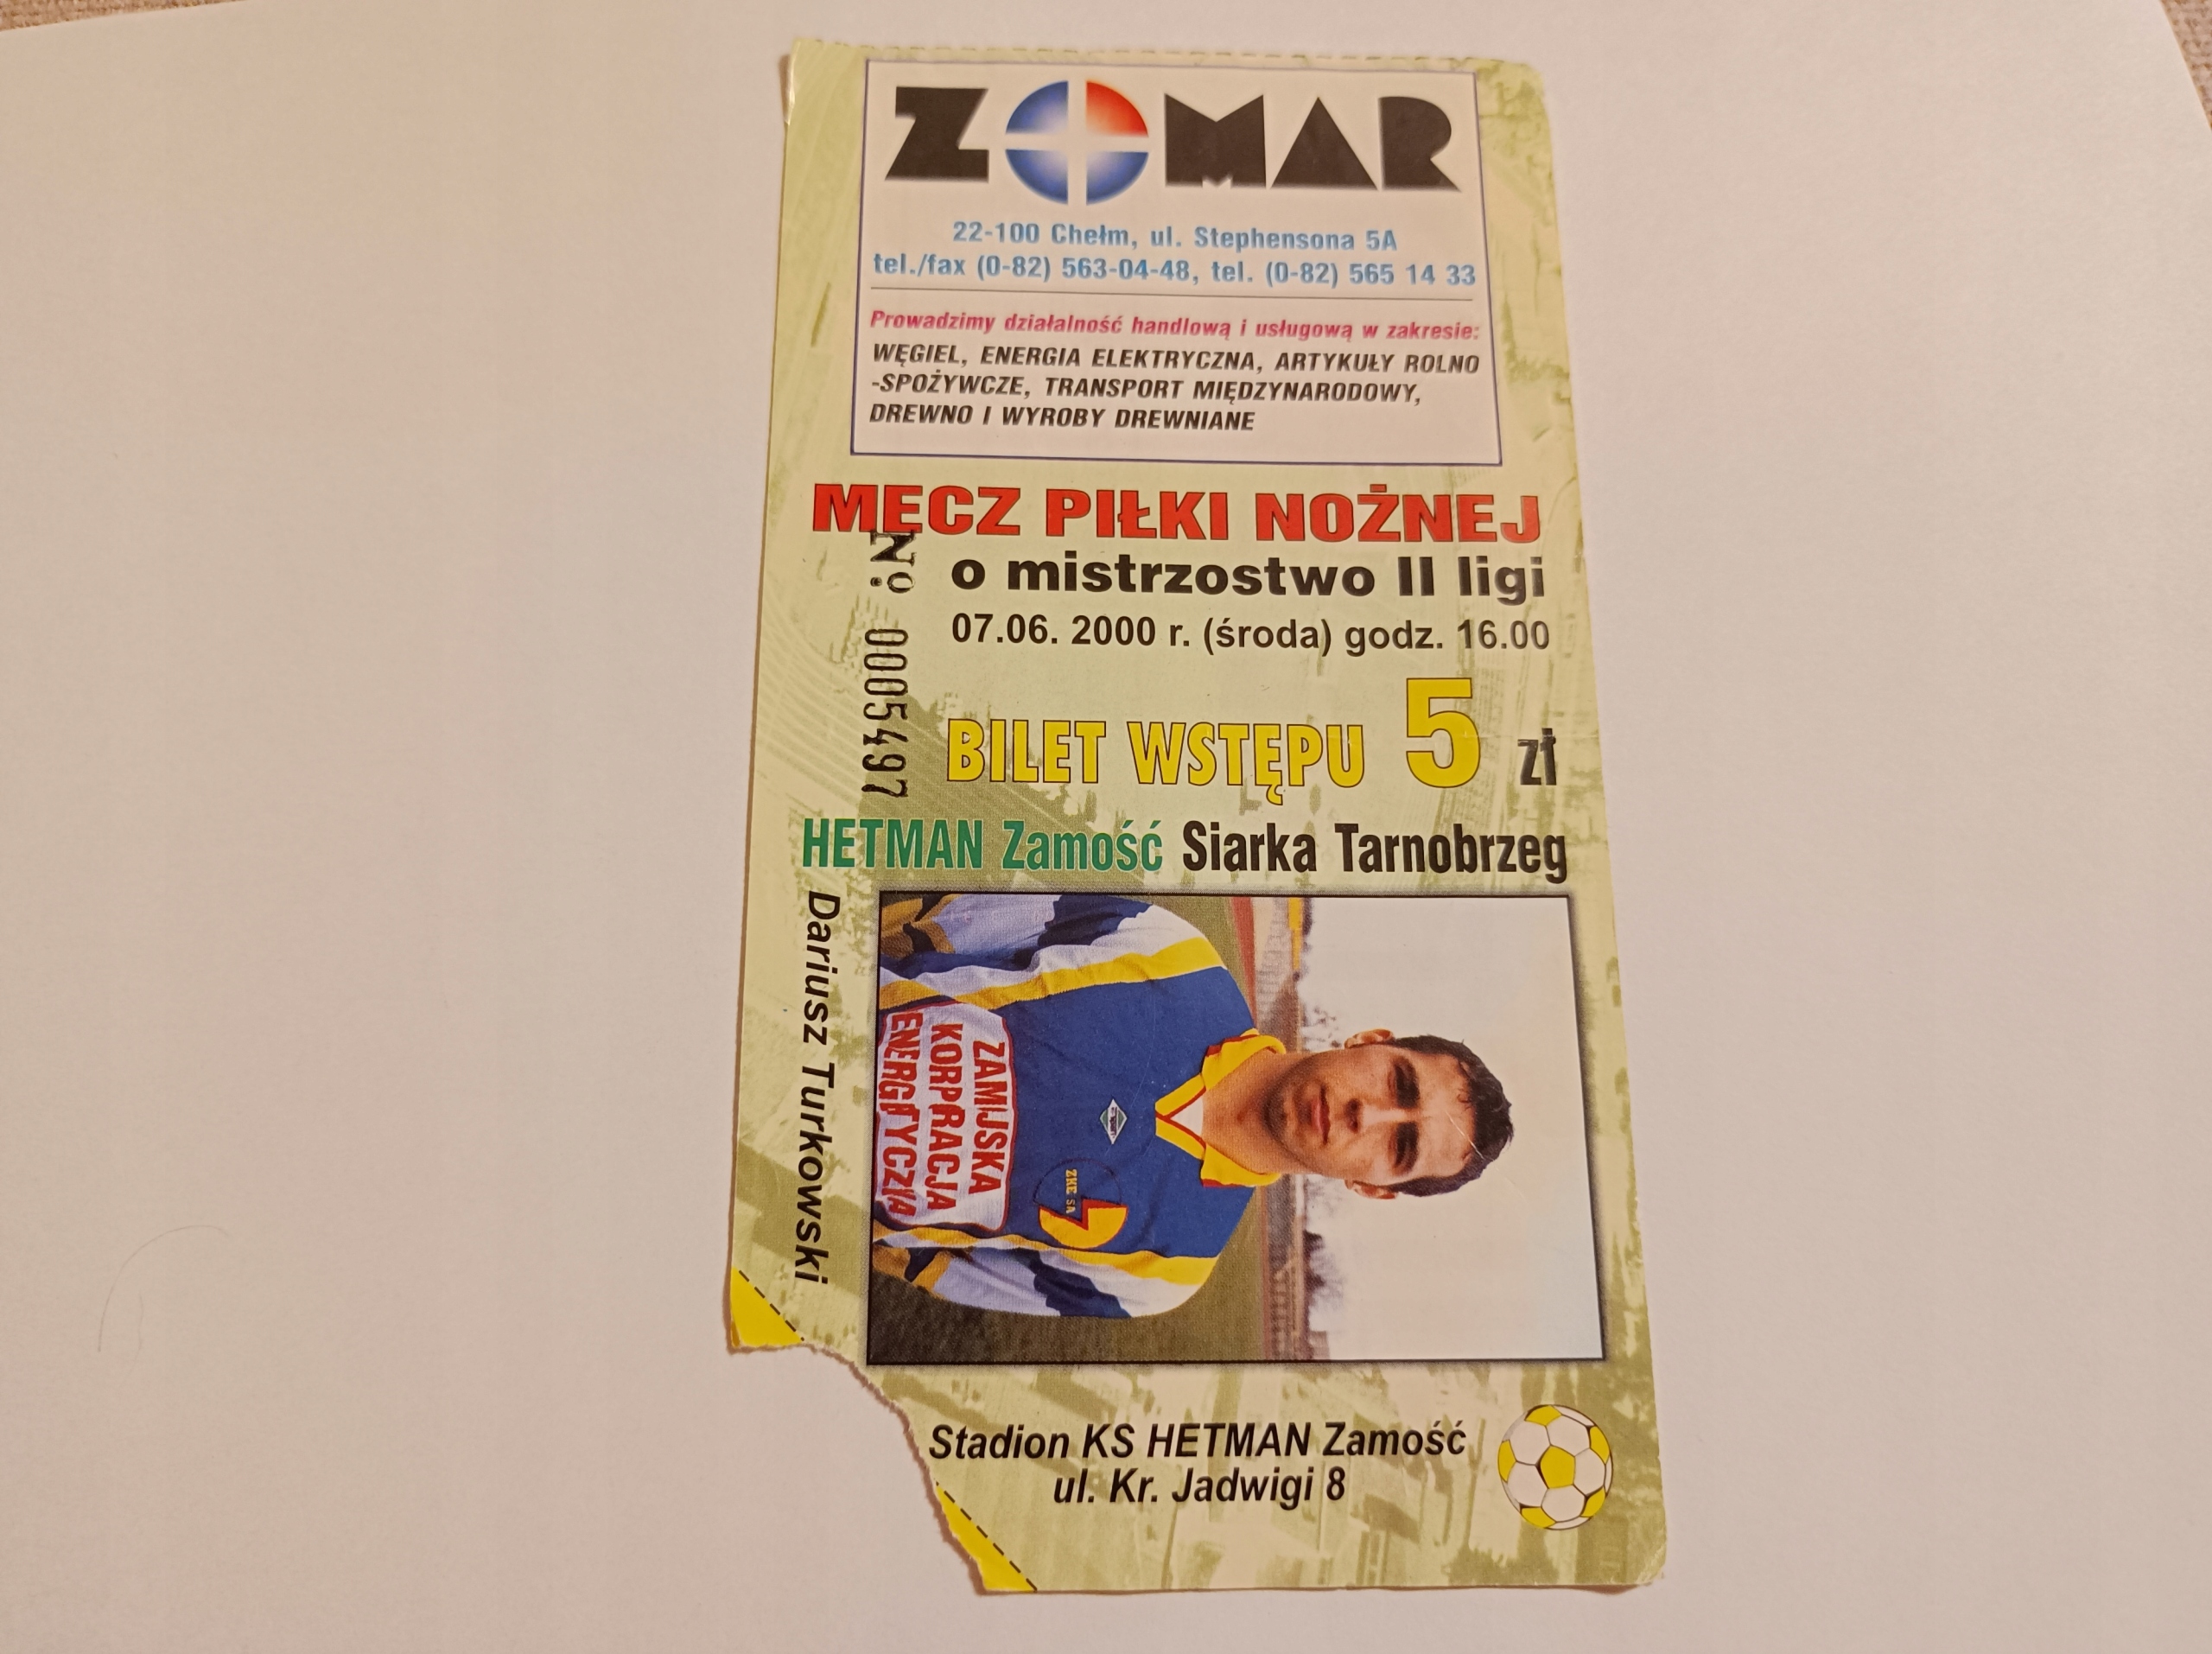 ZOMAR
22-100 Chełm, ul. Stephensona 5A
tel./fax (0-82) 563-04-48, tel. (0-82) 565 14 33
Prowadzimy działalność handlową i usługową w zakresie:
WĘGIEL, ENERGIA ELEKTRYCZNA, ARTYKUŁY ROLNO
-SPOŻYWCZE, TRANSPORT MIĘDZYNARODOWY,
DREWNO I WYROBY DREWNIANE
MECZ PIŁKI NOŻNEJ
o mistrzostwo II ligi
07.06. 2000 r. (środa) godz. 16.00
Nº: 0005497
BILET WSTĘPU 5 zł
HETMAN Zamość Siarka Tarnobrzeg
Dariusz Turkowski
ZAMOJSKA
KORPORACJA
ENERGETYCZNA
ZKE SA
Stadion KS HETMAN Zamość
ul. Kr. Jadwigi 8